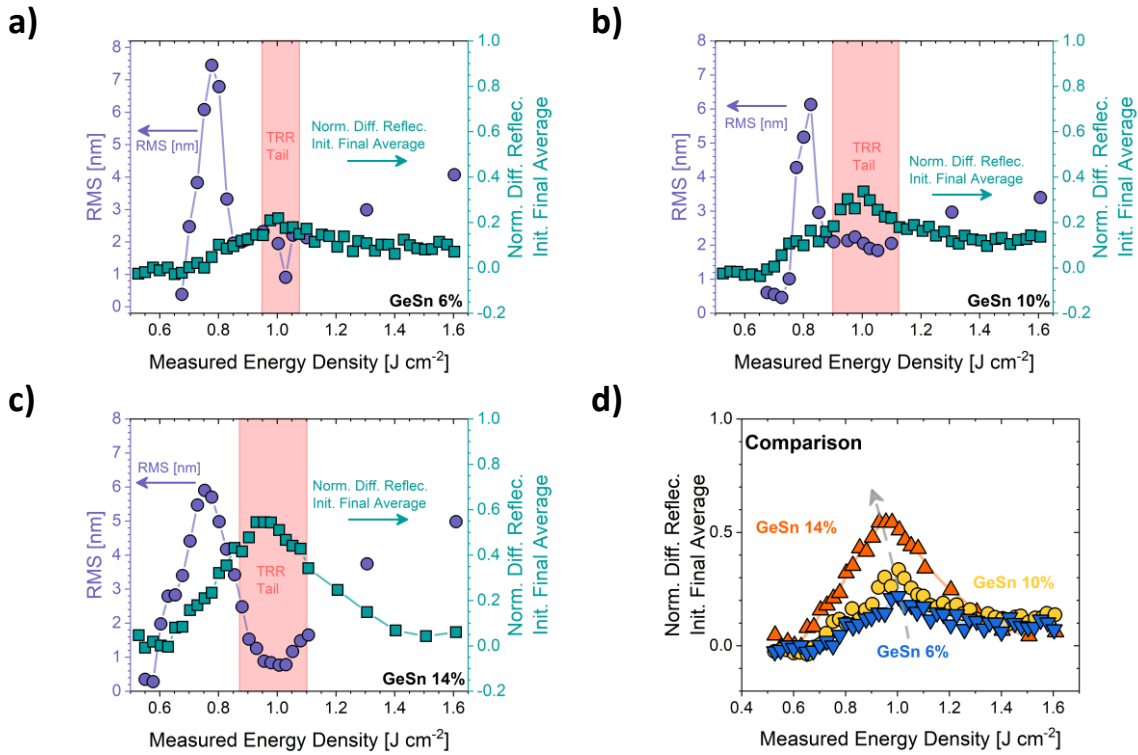 a)
8
7
6
5
4
3
2
1
0
RMS [nm]
1.0
0.8
0.6
0.4
0.2
0.0
-0.2
Norm. Diff. Reflec.
Init. Final Average
RMS [nm]
TRR
Tail
Norm. Diff. Reflec.
Init. Final Average
GeSn 6%
0.6 0.8 1.0 1.2 1.4 1.6
Measured Energy Density [J cm⁻²]
b)
8
7
6
5
4
3
2
1
0
RMS [nm]
1.0
0.8
0.6
0.4
0.2
0.0
-0.2
Norm. Diff. Reflec.
Init. Final Average
RMS [nm]
TRR
Tail
Norm. Diff. Reflec.
Init. Final Average
GeSn 10%
0.6 0.8 1.0 1.2 1.4 1.6
Measured Energy Density [J cm⁻²]
c)
8
7
6
5
4
3
2
1
0
RMS [nm]
1.0
0.8
0.6
0.4
0.2
0.0
-0.2
Norm. Diff. Reflec.
Init. Final Average
RMS [nm]
TRR
Tail
Norm. Diff. Reflec.
Init. Final Average
GeSn 14%
0.6 0.8 1.0 1.2 1.4 1.6
Measured Energy Density [J cm⁻²]
d)
1.0
0.5
0.0
Norm. Diff. Reflec.
Init. Final Average
Comparison
GeSn 14%
GeSn 10%
GeSn 6%
0.4 0.6 0.8 1.0 1.2 1.4 1.6
Measured Energy Density [J cm⁻²]